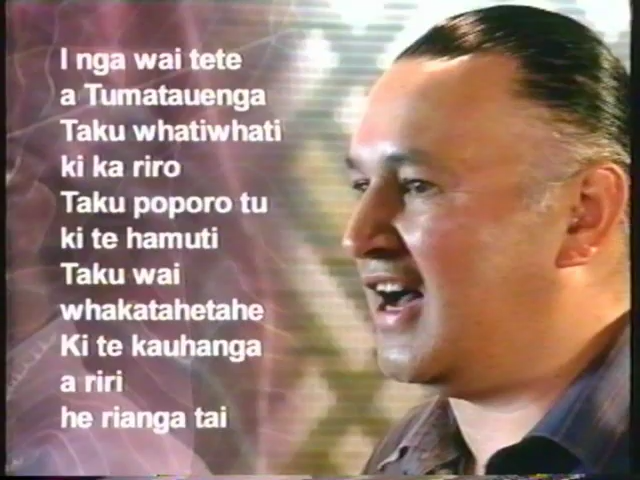 I nga wai tete
a Tumatauenga
Taku whatiwhati
ki ka riro
Taku poporo tu
ki te hamuti
Taku wai
whakatahetahe
Ki te kauhanga
a riri
he rianga tai